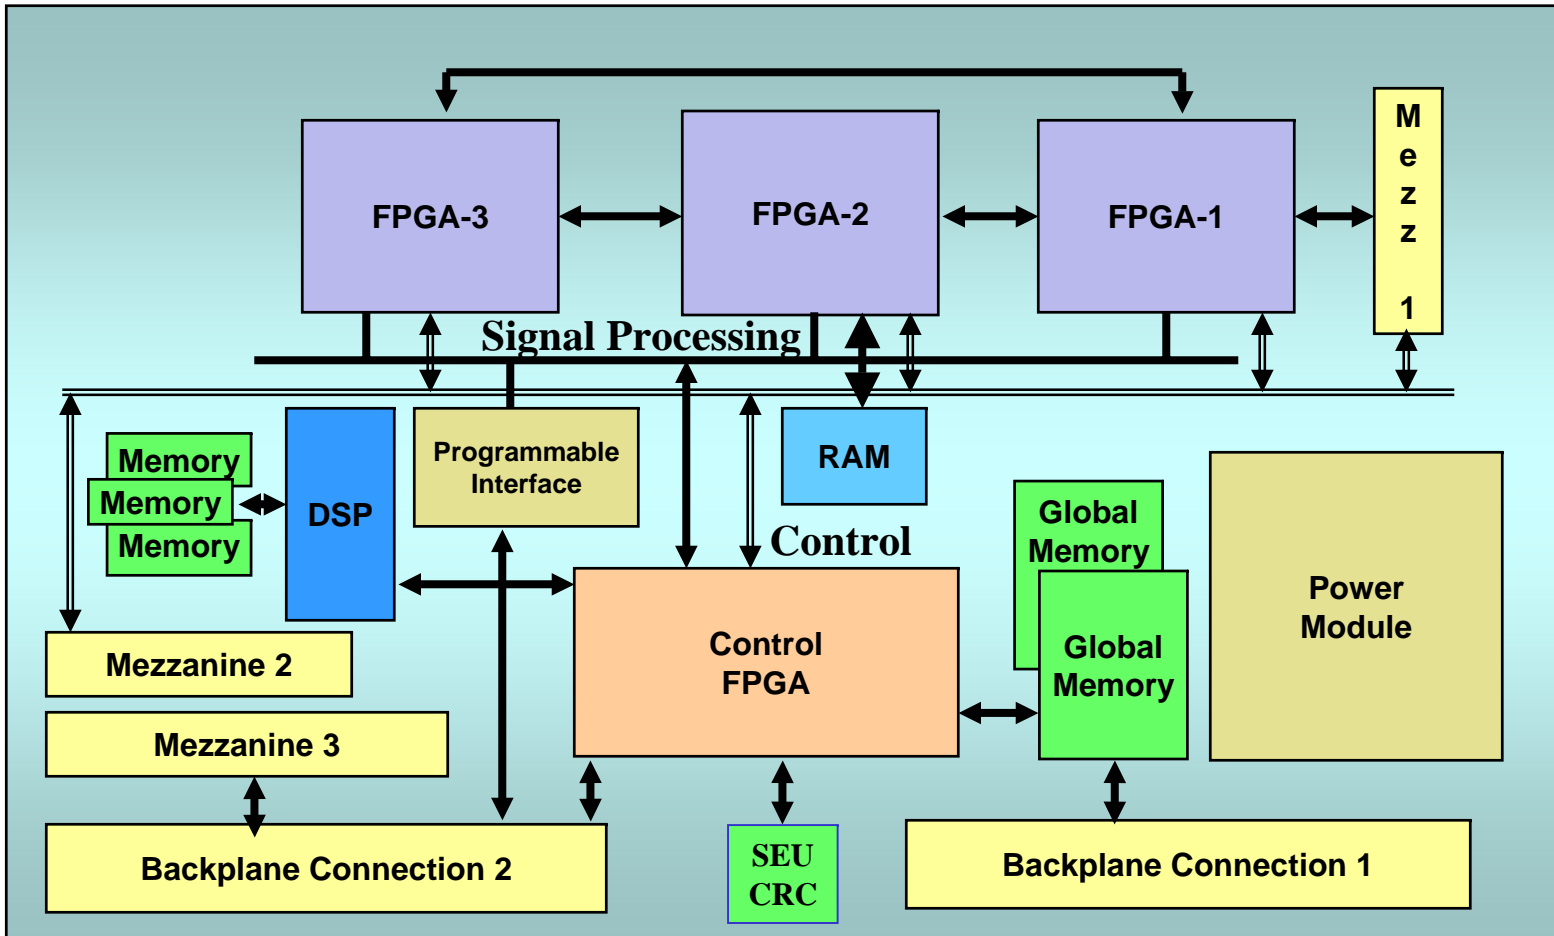 FPGA-3
FPGA-2
FPGA-1
M
e
z
z
1
Signal Processing
Memory
Memory
Memory
DSP
Programmable
Interface
RAM
Control
Global
Memory
Global
Memory
Power
Module
Control
FPGA
Mezzanine 2
Mezzanine 3
Backplane Connection 2
SEU
CRC
Backplane Connection 1